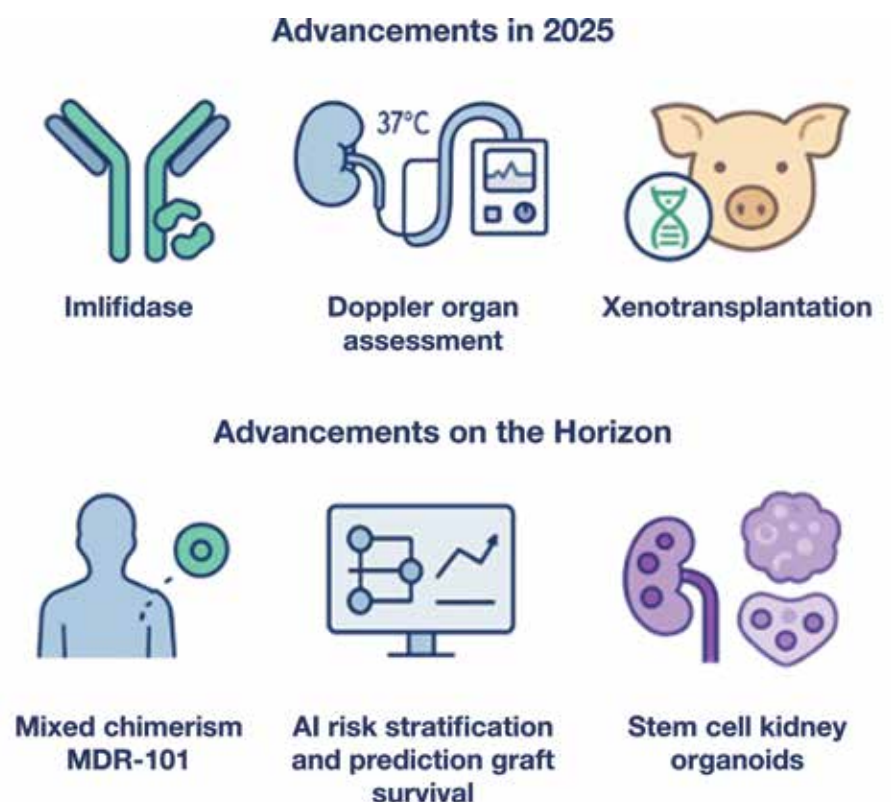 Advancements in 2025
37°C
Imlifidase
Doppler organ
assessment
Xenotransplantation
Advancements on the Horizon
Mixed chimerism
MDR-101
AI risk stratification
and prediction graft
survival
Stem cell kidney
organoids